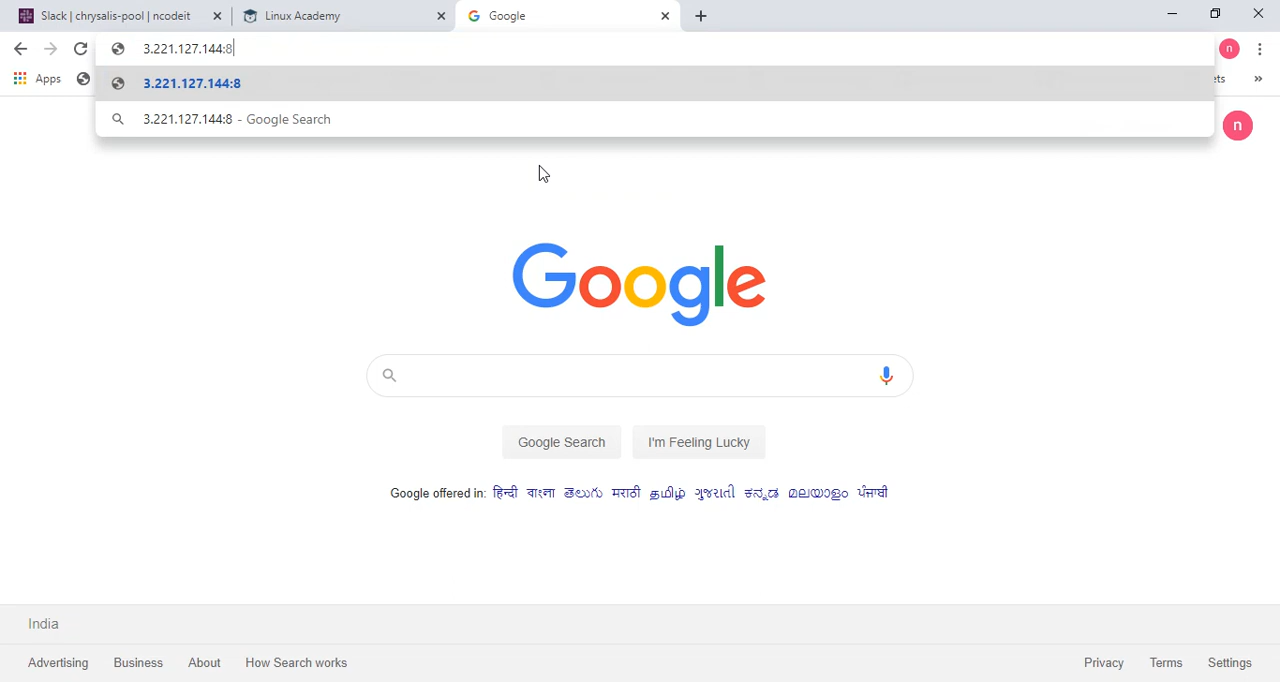 Slack | chrysalis-pool | ncodeit
Linux Academy
Google
3.221.127.144:8
n
Apps
ets
»
3.221.127.144:8
3.221.127.144:8 - Google Search
n
Google
Google Search
I'm Feeling Lucky
Google offered in: हिन्दी বাংলা తెలుగు मराठी தமிழ் ગુજરાતી ಕನ್ನಡ മലയാളം ਪੰਜਾਬੀ
India
Advertising Business About How Search works
Privacy Terms Settings